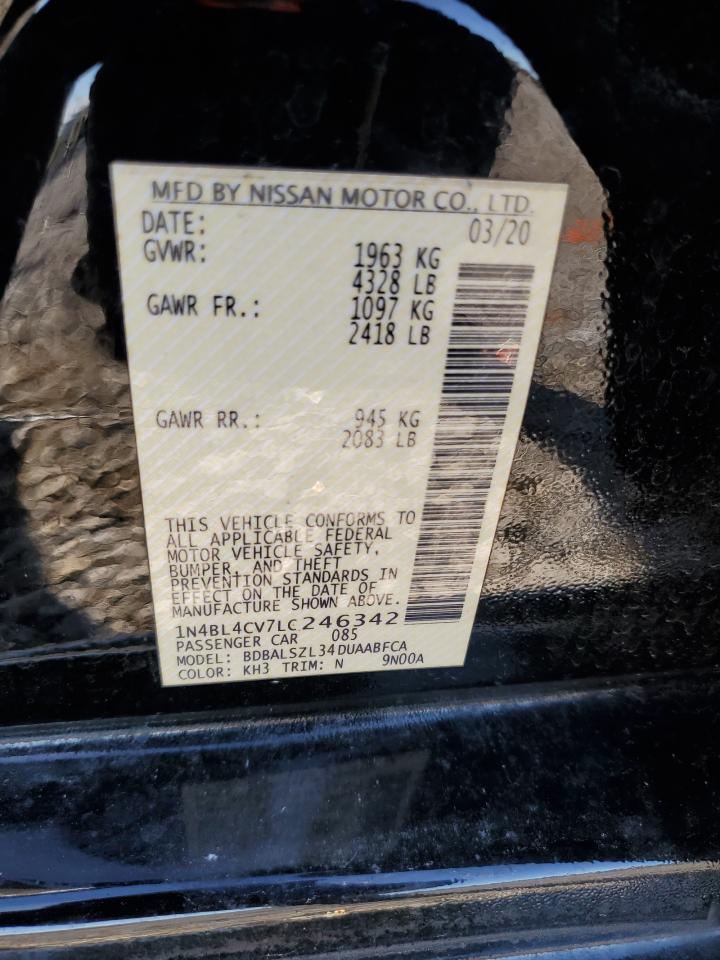 MFD BY NISSAN MOTOR CO., LTD.
DATE: 03/20
GVWR: 1963 KG
4328 LB
GAWR FR.: 1097 KG
2418 LB
GAWR RR.: 945 KG
2083 LB
THIS VEHICLE CONFORMS TO
ALL APPLICABLE FEDERAL
MOTOR VEHICLE SAFETY,
BUMPER, AND THEFT
PREVENTION STANDARDS IN
EFFECT ON THE DATE OF
MANUFACTURE SHOWN ABOVE.
1N4BL4CV7LC246342
PASSENGER CAR 085
MODEL: BDBALSZL34DUAABFCA
COLOR: KH3 TRIM: N 9N00A